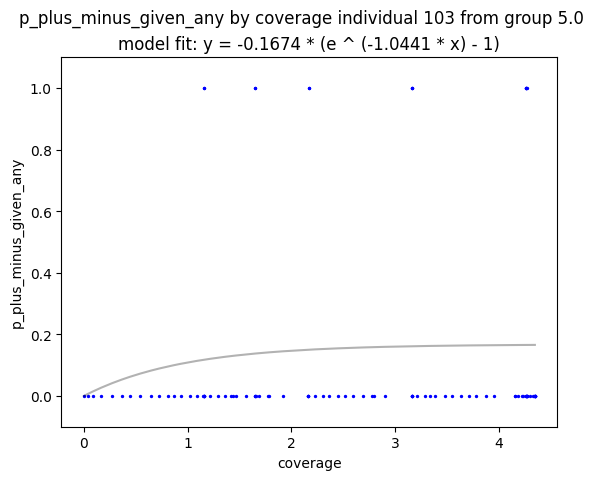 p_plus_minus_given_any by coverage individual 103 from group 5.0
model fit: y = -0.1674 * (e ^ (-1.0441 * x) - 1)
1.0
0.8
0.6
0.4
0.2
0.0
p_plus_minus_given_any
0
1
2
3
4
coverage